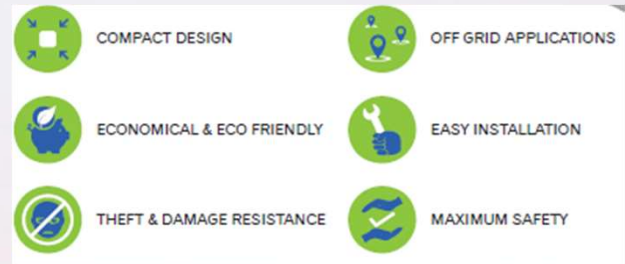 COMPACT DESIGN
OFF GRID APPLICATIONS
ECONOMICAL & ECO FRIENDLY
EASY INSTALLATION
THEFT & DAMAGE RESISTANCE
MAXIMUM SAFETY